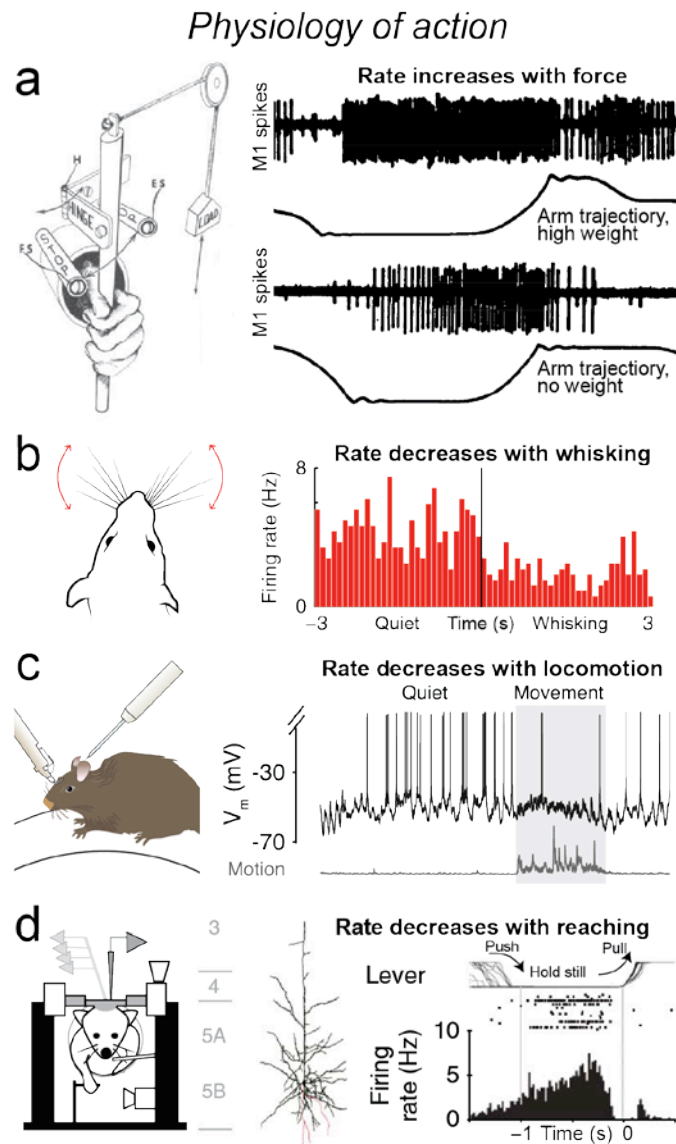 Physiology of action
a
Rate increases with force
H
HINGE
STOP
E.S
F.S
STOP
LOAD
M1 spikes
Arm trajectory,
high weight
M1 spikes
Arm trajectory,
no weight
b
Rate decreases with whisking
Firing rate (Hz)
8
0
−3 Quiet Time (s) Whisking 3
c
Rate decreases with locomotion
Quiet Movement
Vm (mV)
-30
-70
Motion
d
Rate decreases with reaching
3
4
5A
5B
Push Pull
Lever Hold still
Firing
rate (Hz)
10
5
0
−1 Time (s) 0